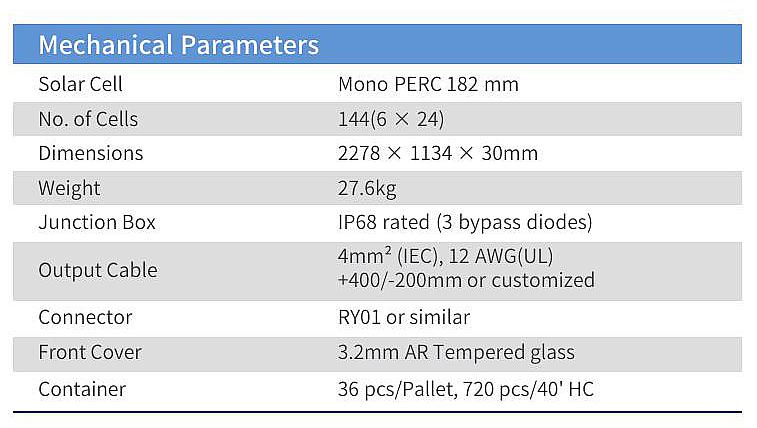 Mechanical Parameters
Solar Cell Mono PERC 182 mm
No. of Cells 144(6 × 24)
Dimensions 2278 × 1134 × 30mm
Weight 27.6kg
Junction Box IP68 rated (3 bypass diodes)
Output Cable 4mm² (IEC), 12 AWG(UL)
+400/-200mm or customized
Connector RY01 or similar
Front Cover 3.2mm AR Tempered glass
Container 36 pcs/Pallet, 720 pcs/40' HC